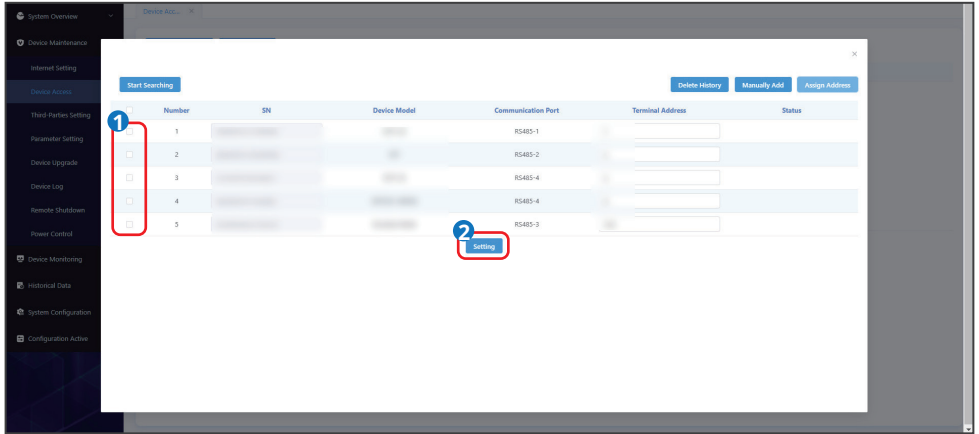 System Overview
Device Acc... ×
Device Maintenance
Internet Setting
Device Access
Third-Parties Setting
Parameter Setting
Device Upgrade
Device Log
Remote Shutdown
Power Control
Device Monitoring
Historical Data
System Configuration
Configuration Active
×
Start Searching Delete History Manually Add Assign Address
Number SN Device Model Communication Port Terminal Address Status
1
1 RS485-1
2 RS485-2
3 RS485-4
4 RS485-4
5 RS485-3
2
Setting